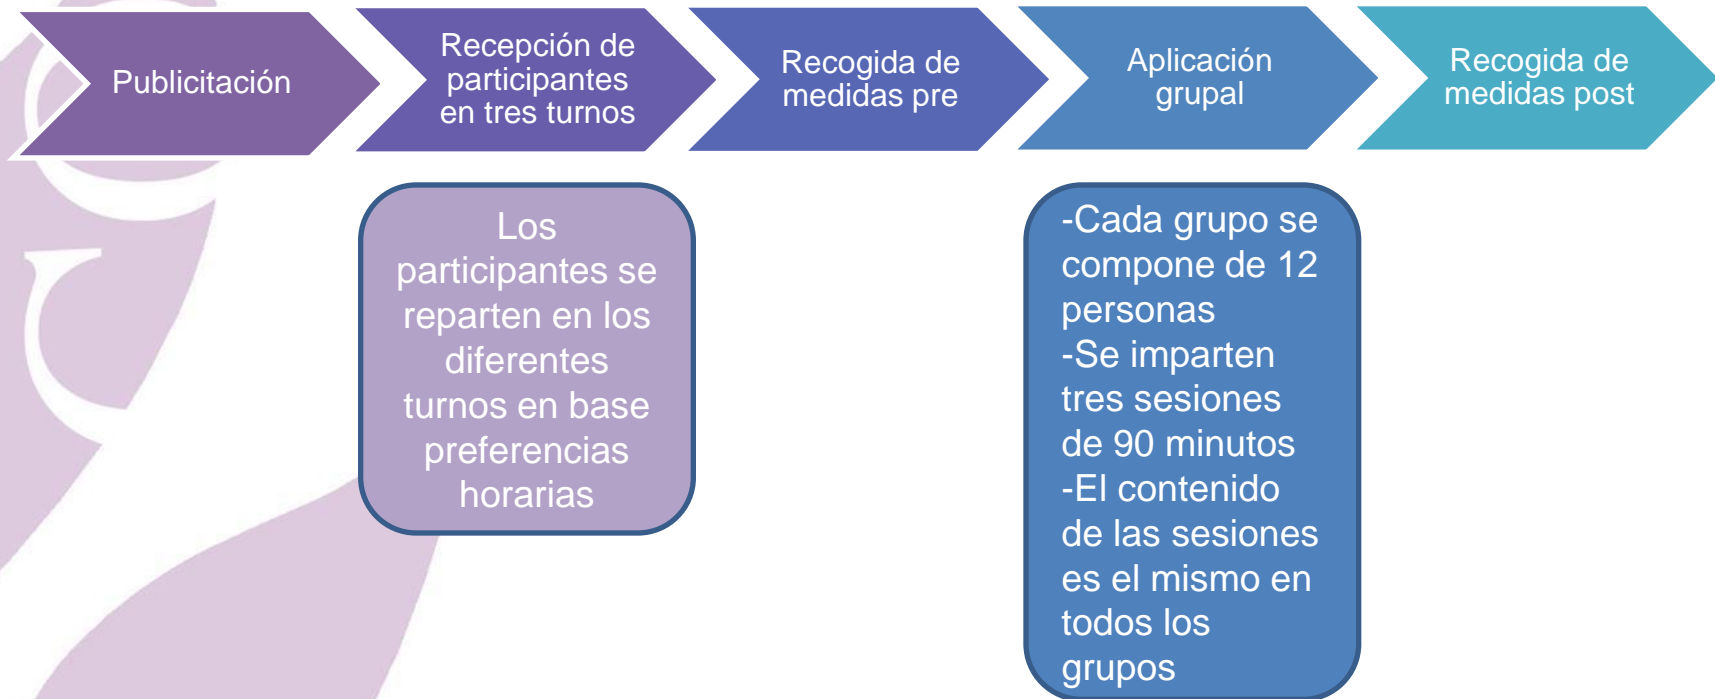 Publicitación
Recepción de
participantes
en tres turnos
Recogida de
medidas pre
Aplicación
grupal
Recogida de
medidas post
Los
participantes se
reparten en los
diferentes
turnos en base
preferencias
horarias
-Cada grupo se
compone de 12
personas
-Se imparten
tres sesiones
de 90 minutos
-El contenido
de las sesiones
es el mismo en
todos los
grupos